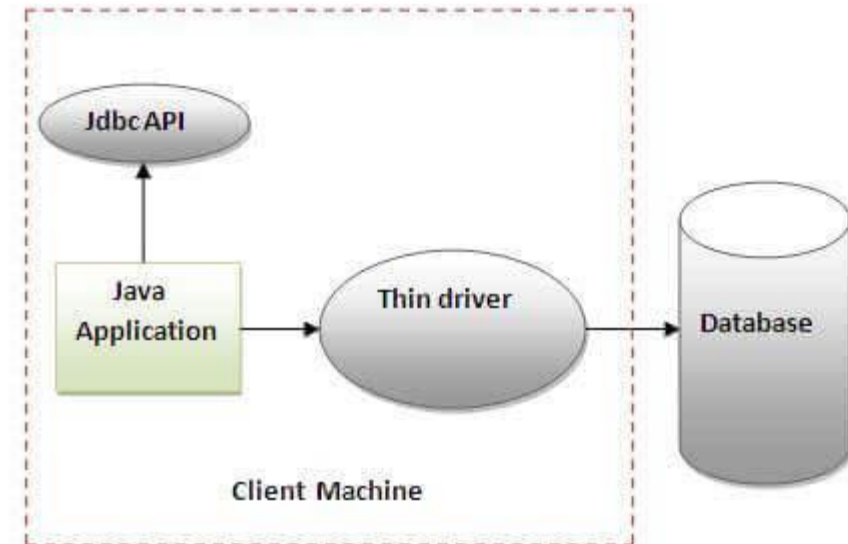 Jdbc API
Java
Application
Thin driver
Database
Client Machine